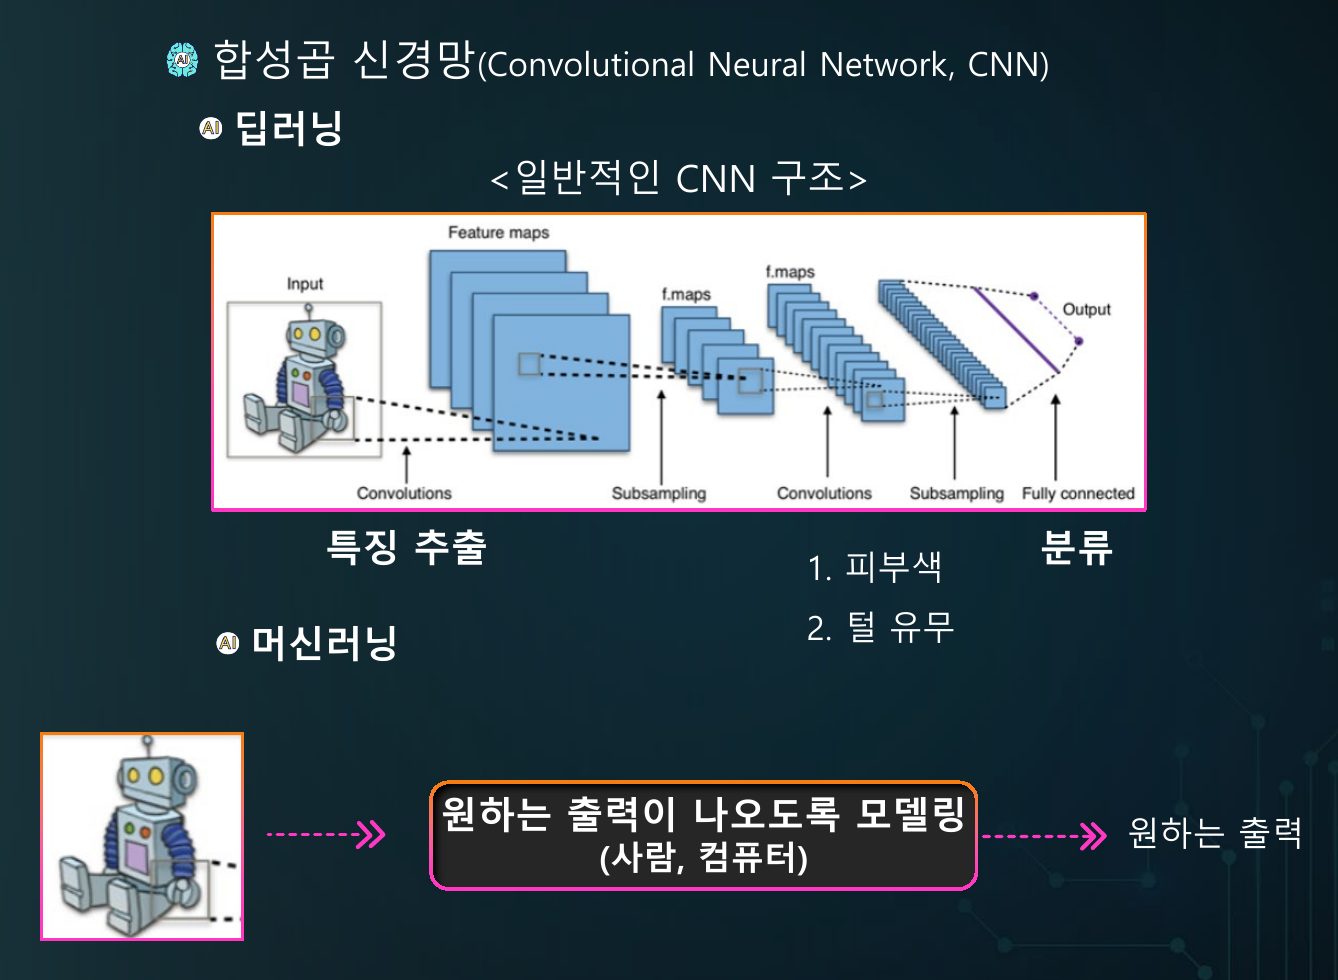 AI 합성곱 신경망(Convolutional Neural Network, CNN)
AI 딥러닝
<일반적인 CNN 구조>
Feature maps
Input
f.maps
f.maps
Output
Convolutions
Subsampling
Convolutions
Subsampling
Fully connected
특징 추출
분류
1. 피부색
2. 털 유무
AI 머신러닝
원하는 출력이 나오도록 모델링
(사람, 컴퓨터)
원하는 출력